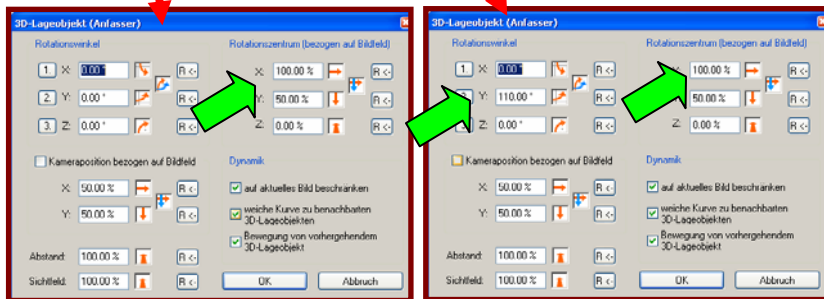 3D-Lageobjekt (Anfasser)
Rotationswinkel
Rotationszentrum (bezogen auf Bildfeld)
1. X: 0.00° R <-
X: 100.00 % R <-
2. Y: 0.00° R <-
Y: 50.00 % R <-
3. Z: 0.00° R <-
Z: 0.00 % R <-
Kameraposition bezogen auf Bildfeld
Dynamik
X: 50.00 % R <-
auf aktuelles Bild beschränken
Y: 50.00 % R <-
weiche Kurve zu benachbarten
3D-Lageobjekten
Bewegung von vorhergehendem
3D-Lageobjekt
Abstand: 100.00 % R <-
Sichtfeld: 100.00 % R <-
OK Abbruch
3D-Lageobjekt (Anfasser)
Rotationswinkel
Rotationszentrum (bezogen auf Bildfeld)
1. X: 0.00° R <-
100.00 % R <-
2. Y: 110.00° R <-
50.00 % R <-
3. Z: 0.00° R <-
Z: 0.00 % R <-
Kameraposition bezogen auf Bildfeld
Dynamik
X: 50.00 % R <-
auf aktuelles Bild beschränken
Y: 50.00 % R <-
weiche Kurve zu benachbarten
3D-Lageobjekten
Bewegung von vorhergehendem
3D-Lageobjekt
Abstand: 100.00 % R <-
Sichtfeld: 100.00 % R <-
OK Abbruch